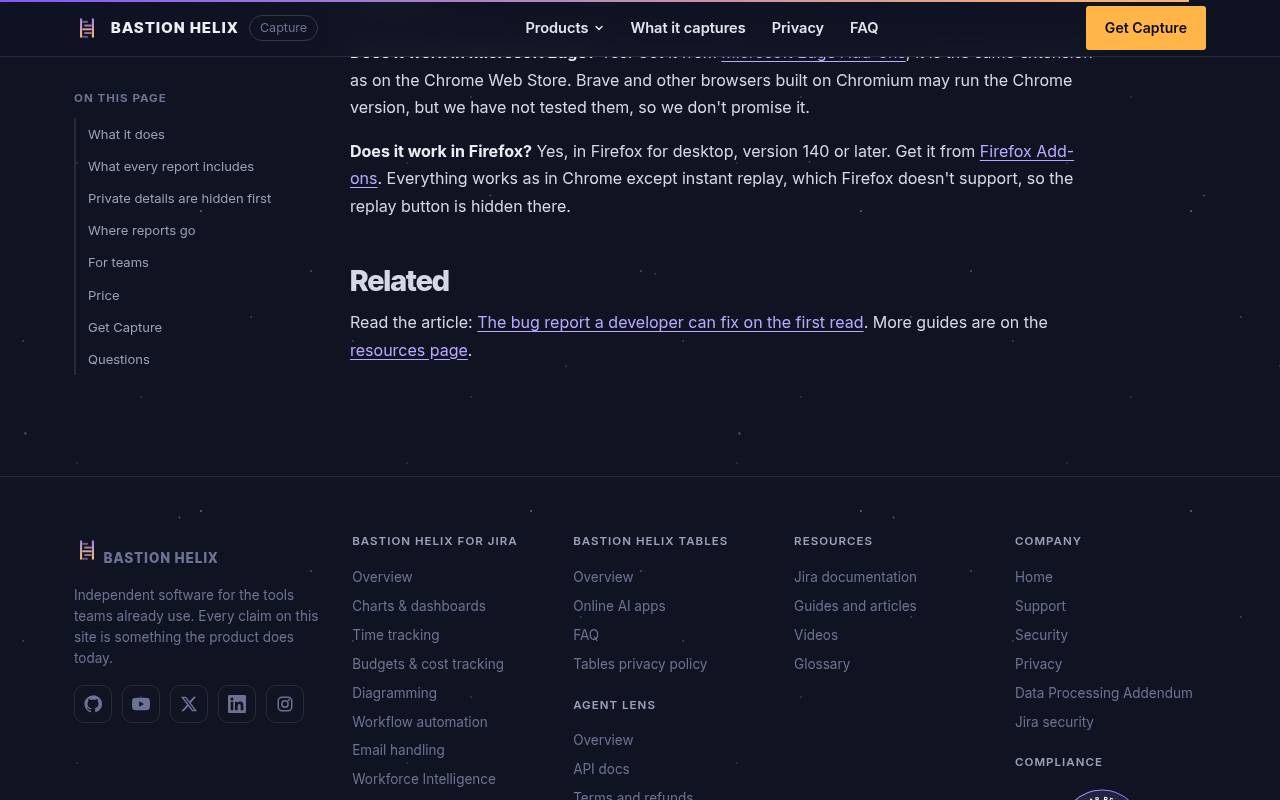 BASTION HELIX
Capture
Products
What it captures
Privacy
FAQ
Get Capture
ON THIS PAGE
What it does
What every report includes
Private details are hidden first
Where reports go
For teams
Price
Get Capture
Questions
as on the Chrome Web Store. Brave and other browsers built on Chromium may run the Chrome
version, but we have not tested them, so we don't promise it.
Does it work in Firefox? Yes, in Firefox for desktop, version 140 or later. Get it from Firefox Add-
ons. Everything works as in Chrome except instant replay, which Firefox doesn't support, so the
replay button is hidden there.
Related
Read the article: The bug report a developer can fix on the first read. More guides are on the
resources page.
BASTION HELIX
Independent software for the tools
teams already use. Every claim on this
site is something the product does
today.
BASTION HELIX FOR JIRA
Overview
Charts & dashboards
Time tracking
Budgets & cost tracking
Diagramming
Workflow automation
Email handling
Workforce Intelligence
BASTION HELIX TABLES
Overview
Online AI apps
FAQ
Tables privacy policy
AGENT LENS
Overview
API docs
Terms and refunds
RESOURCES
Jira documentation
Guides and articles
Videos
Glossary
COMPANY
Home
Support
Security
Privacy
Data Processing Addendum
Jira security
COMPLIANCE